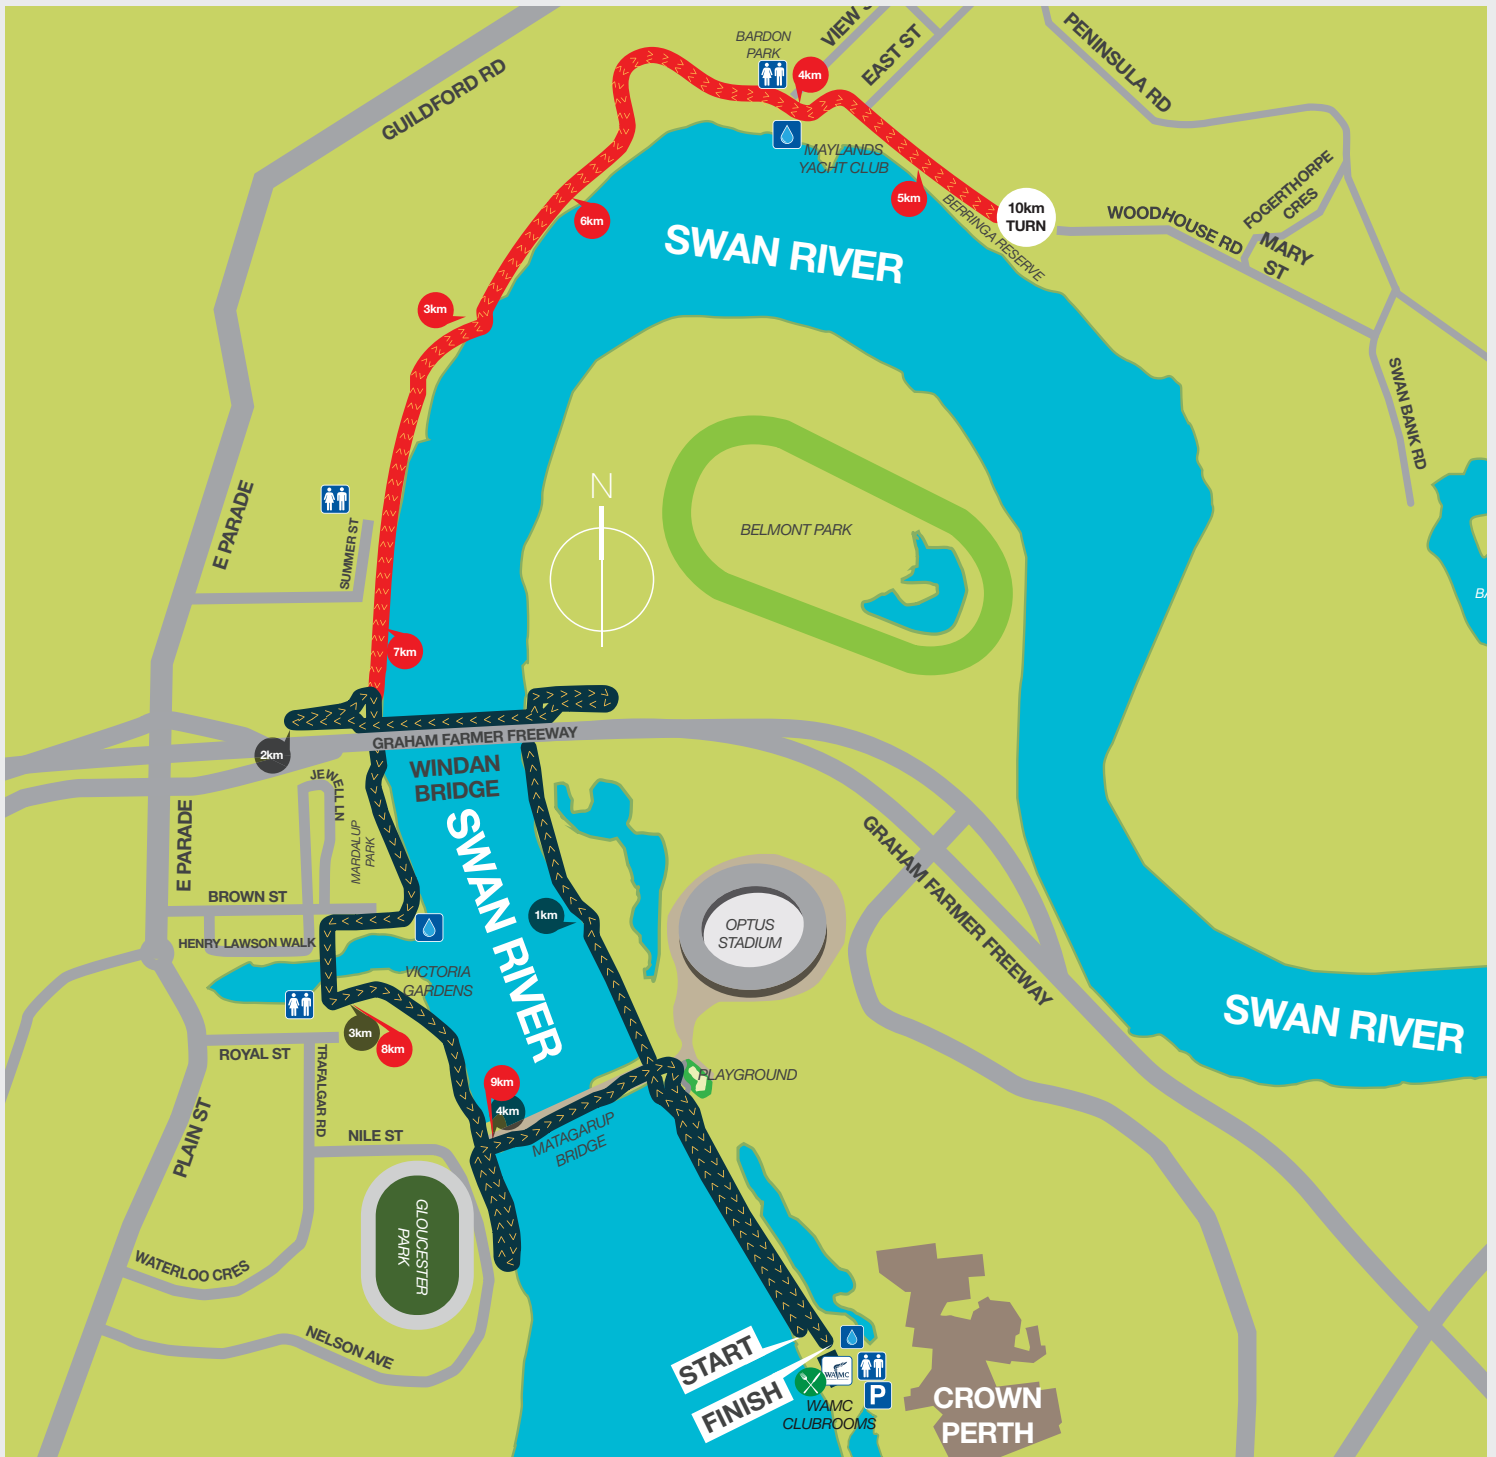 BARDON
PARK
VIEW S
EAST ST
PENINSULA RD
GUILDFORD RD
4km
MAYLANDS
YACHT CLUB
5km
6km
BERRINGA RESERVE
10km
TURN
WOODHOUSE RD
FOGERTHORPE
CRES
MARY
ST
SWAN RIVER
3km
SWAN BANK RD
E PARADE
SUMMER ST
N
BELMONT PARK
BA
7km
2km
GRAHAM FARMER FREEWAY
WINDAN
BRIDGE
JEWELL LN
MARDALUP
PARK
E PARADE
SWAN RIVER
GRAHAM FARMER FREEWAY
BROWN ST
1km
OPTUS
STADIUM
HENRY LAWSON WALK
VICTORIA
GARDENS
SWAN RIVER
3km
8km
ROYAL ST
TRAFALGAR RD
PLAYGROUND
9km
4km
MATAGARUP
BRIDGE
PLAIN ST
NILE ST
GLOUCESTER
PARK
WATERLOO CRES
NELSON AVE
START
FINISH
WAMC
P
WAMC
CLUBROOMS
CROWN
PERTH